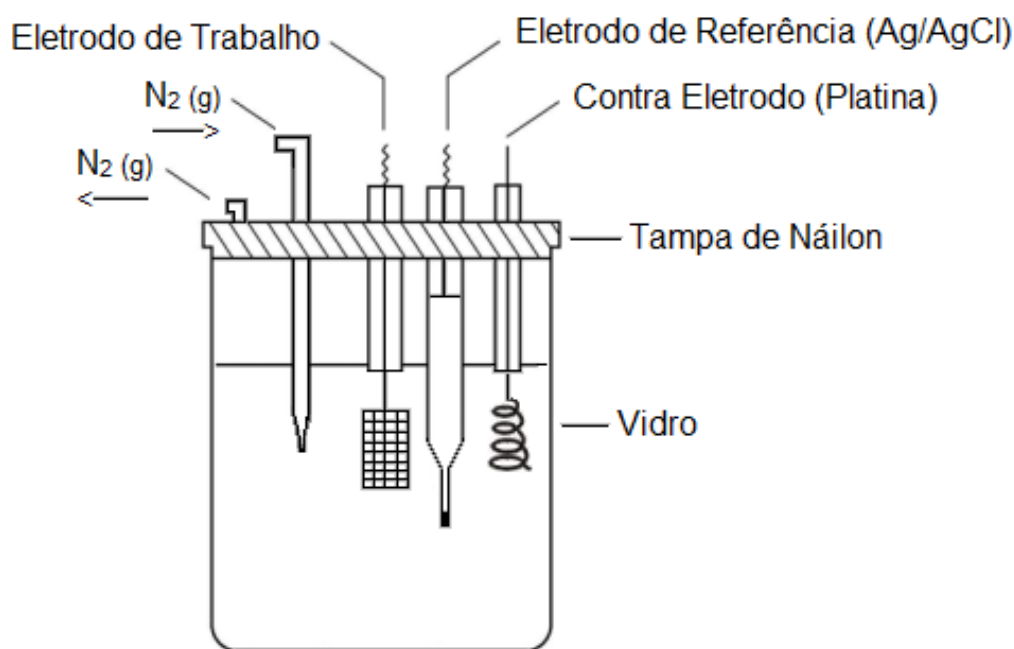 Eletrodo de Trabalho
Eletrodo de Referência (Ag/AgCl)
N2 (g)
Contra Eletrodo (Platina)
N2 (g)
Tampa de Náilon
Vidro